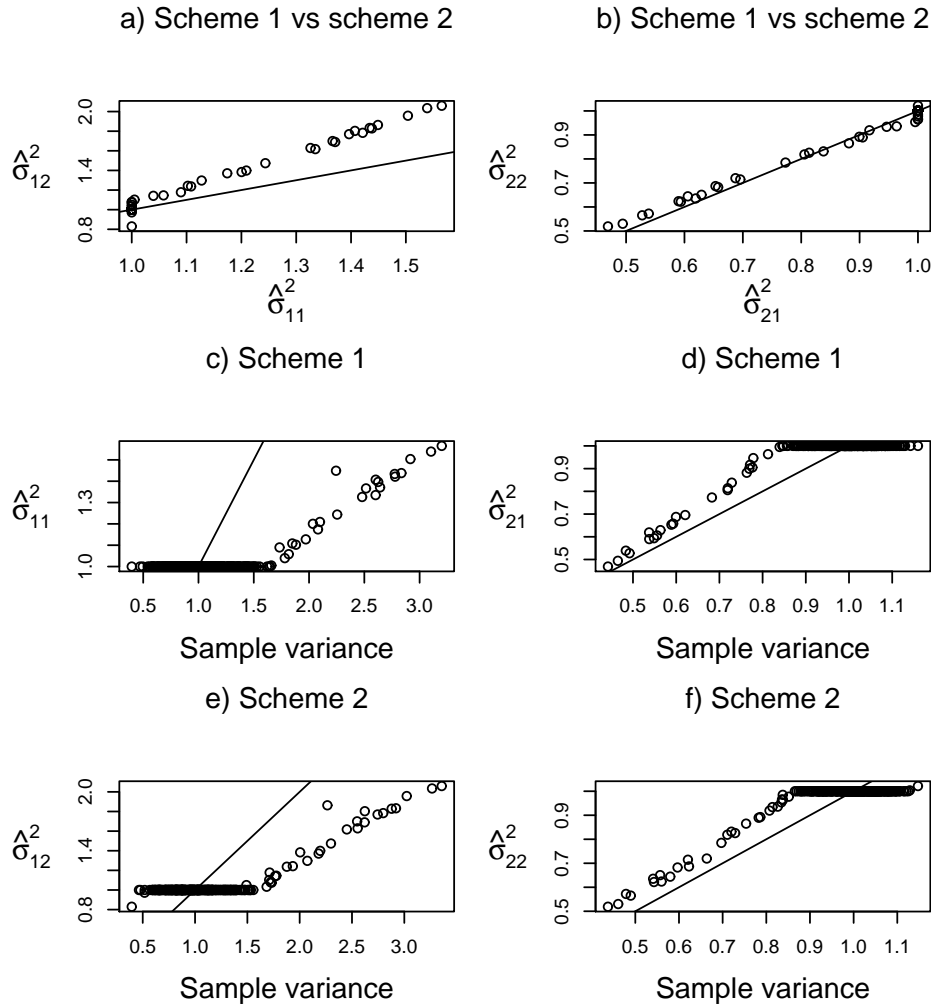 a) Scheme 1 vs scheme 2
b) Scheme 1 vs scheme 2
σ̂²₁₂
0.8 1.4 2.0
1.0 1.1 1.2 1.3 1.4 1.5
σ̂²₁₁
σ̂²₂₂
0.5 0.7 0.9
0.5 0.6 0.7 0.8 0.9 1.0
σ̂²₂₁
c) Scheme 1
d) Scheme 1
σ̂²₁₁
1.0 1.3
0.5 1.0 1.5 2.0 2.5 3.0
Sample variance
σ̂²₂₁
0.5 0.7 0.9
0.5 0.6 0.7 0.8 0.9 1.0 1.1
Sample variance
e) Scheme 2
f) Scheme 2
σ̂²₁₂
0.8 1.4 2.0
0.5 1.0 1.5 2.0 2.5 3.0
Sample variance
σ̂²₂₂
0.5 0.7 0.9
0.5 0.6 0.7 0.8 0.9 1.0 1.1
Sample variance